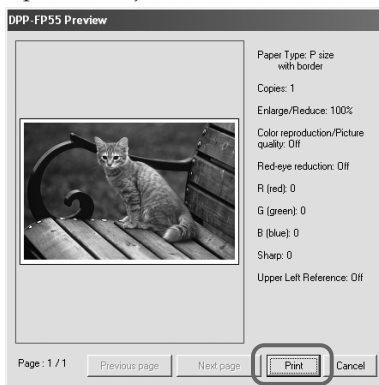 DPP-FP55 Preview
Paper Type: P size
with border
Copies: 1
Enlarge/Reduce: 100%
Color reproduction/Picture
quality: Off
Red-eye reduction: Off
R (red): 0
G (green): 0
B (blue): 0
Sharp: 0
Upper Left Reference: Off
Page : 1 / 1
Previous page
Next page
Print
Cancel